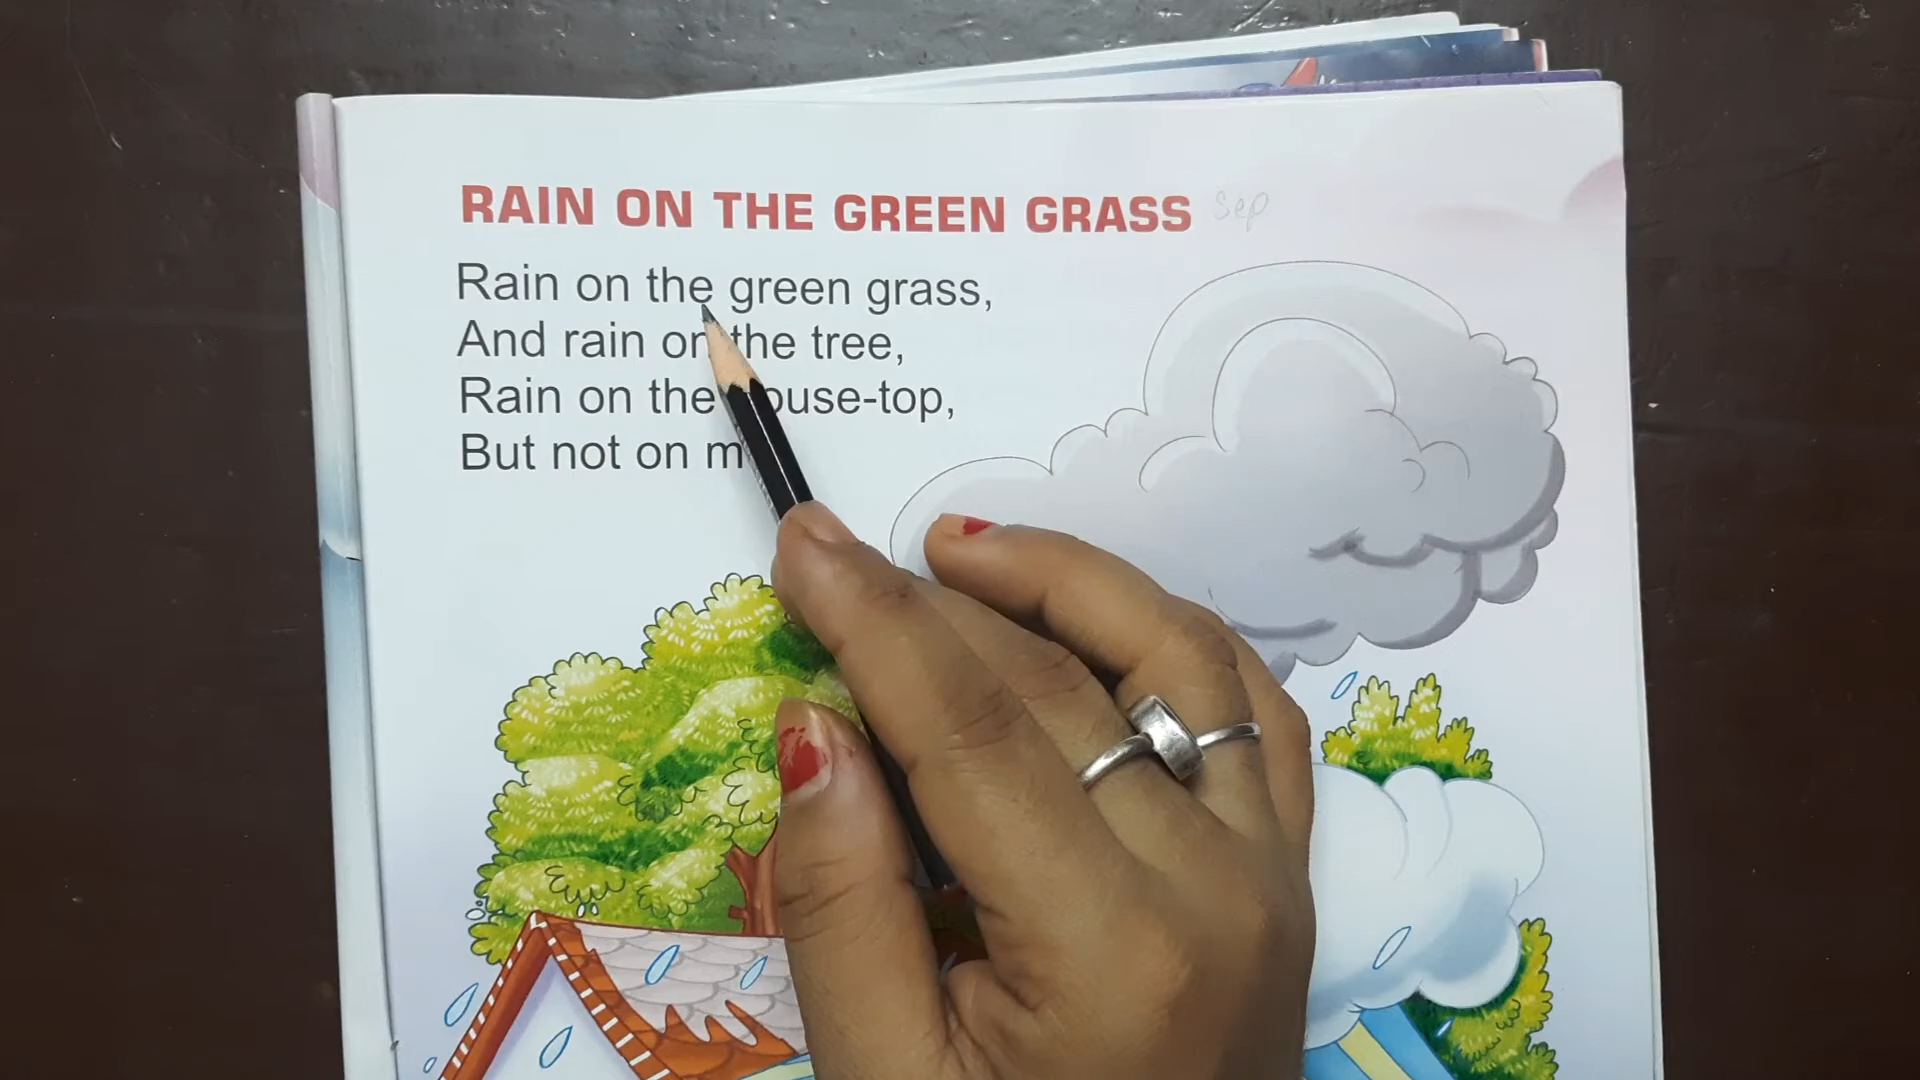 RAIN ON THE GREEN GRASS Sep
Rain on the green grass,
And rain on the tree,
Rain on the house-top,
But not on